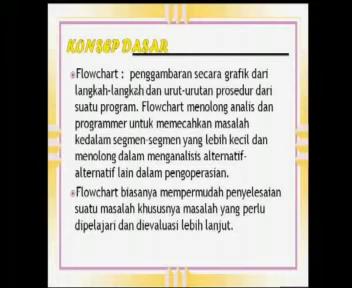 KONSEP DASAR
Flowchart : penggambaran secara grafik dari
langkah-langkah dan urut-urutan prosedur dari
suatu program. Flowchart menolong analis dan
programmer untuk memecahkan masalah
kedalam segmen-segmen yang lebih kecil dan
menolong dalam menganalisis alternatif-
alternatif lain dalam pengoperasian.
Flowchart biasanya mempermudah penyelesaian
suatu masalah khususnya masalah yang perlu
dipelajari dan dievaluasi lebih lanjut.